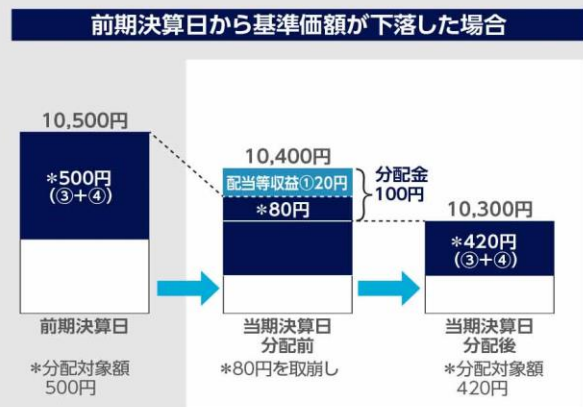 前期決算日から基準価額が下落した場合
10,500円
*500円
(③+④)
前期決算日
*分配対象額
500円
10,400円
配当等収益①20円
*80円
分配金
100円
当期決算日
分配前
*80円を取崩し
10,300円
*420円
(③+④)
当期決算日
分配後
*分配対象額
420円